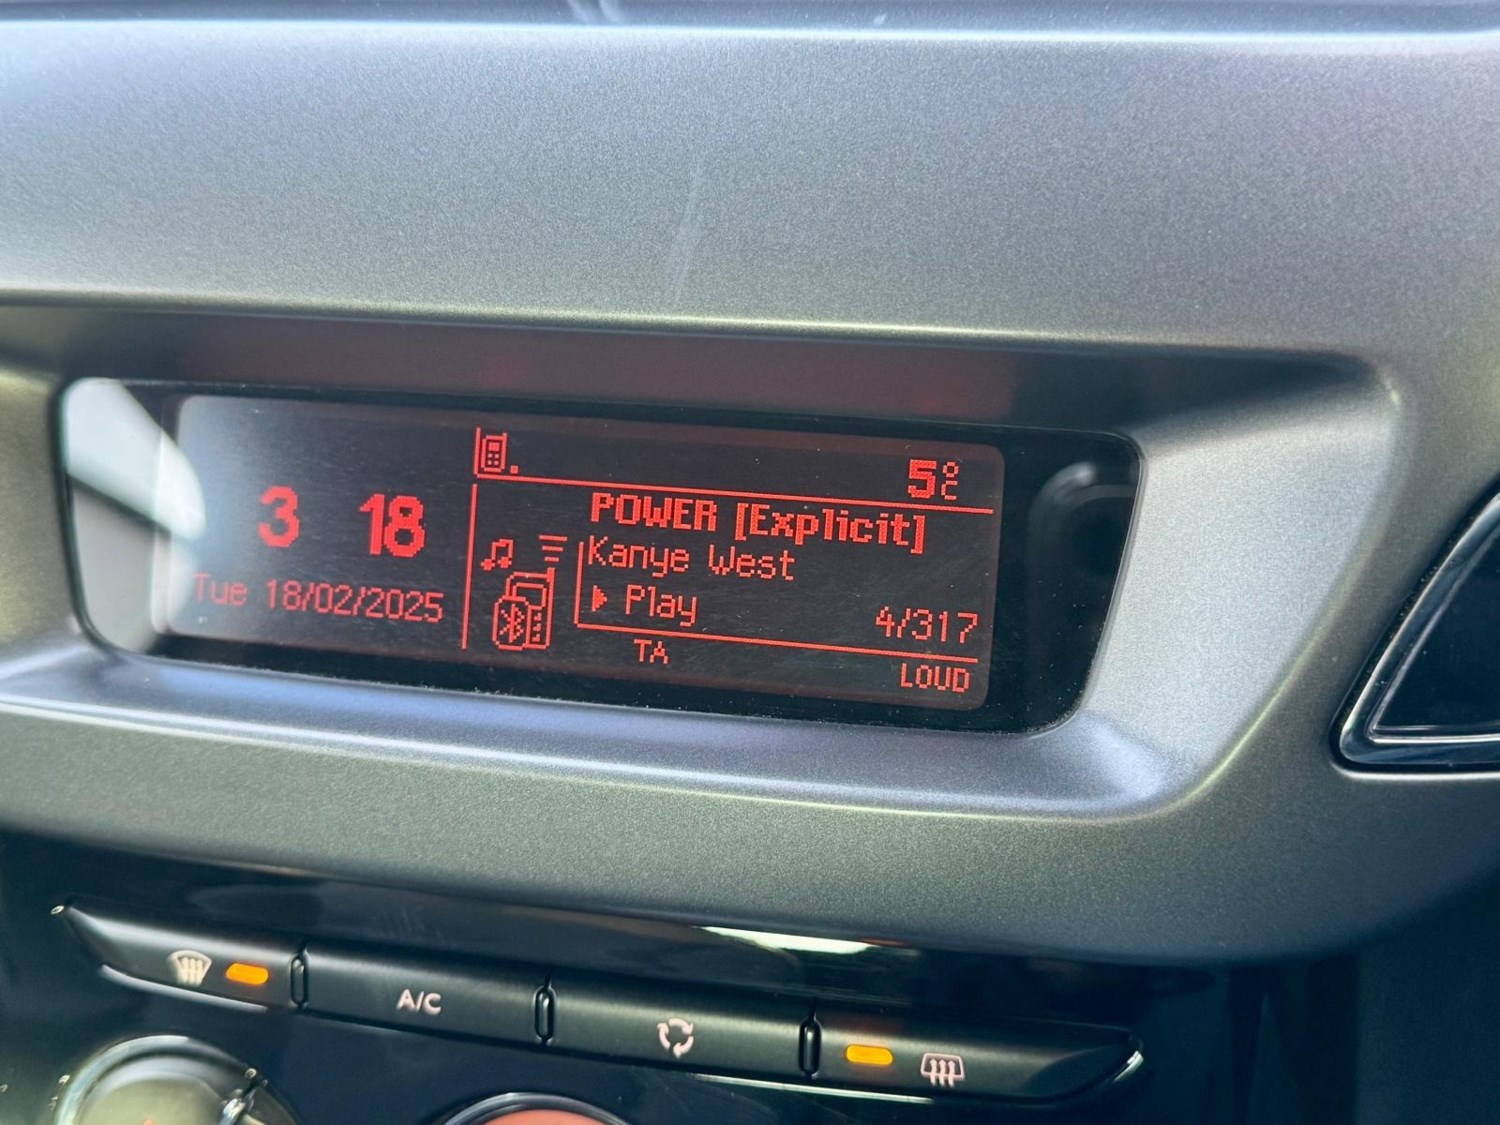 3 18
Tue 18/02/2025
5°C
POWER [Explicit]
Kanye West
Play 4/317
TA
LOUD
A/C